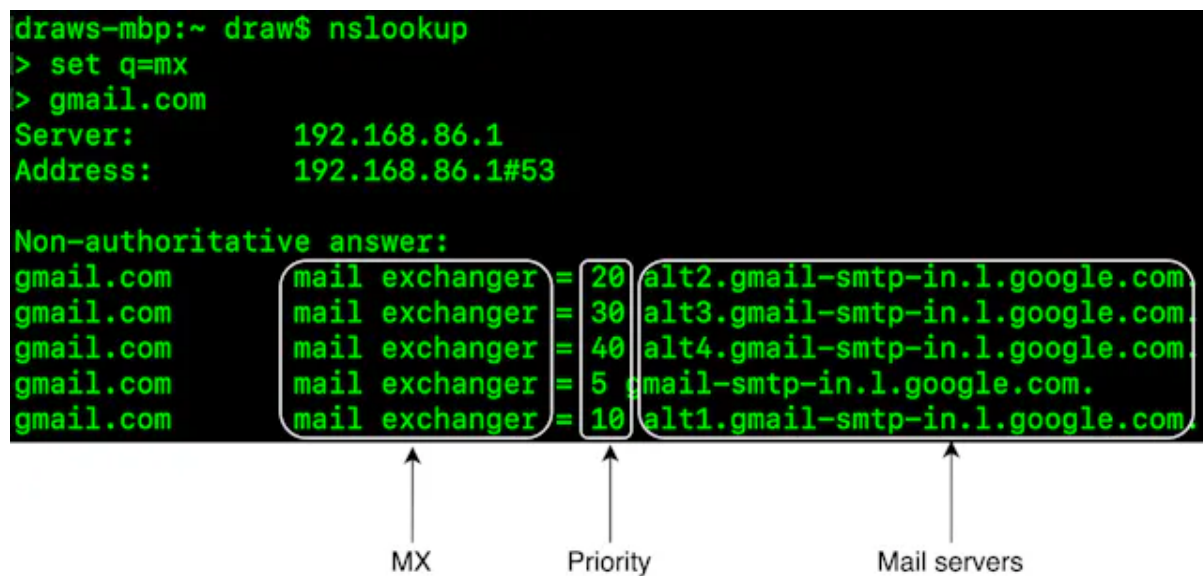 draws-mbp:~ draw$ nslookup
> set q=mx
> gmail.com
Server: 192.168.86.1
Address: 192.168.86.1#53
Non-authoritative answer:
gmail.com mail exchanger = 20 alt2.gmail-smtp-in.l.google.com.
gmail.com mail exchanger = 30 alt3.gmail-smtp-in.l.google.com.
gmail.com mail exchanger = 40 alt4.gmail-smtp-in.l.google.com.
gmail.com mail exchanger = 5 gmail-smtp-in.l.google.com.
gmail.com mail exchanger = 10 alt1.gmail-smtp-in.l.google.com.
MX Priority Mail servers